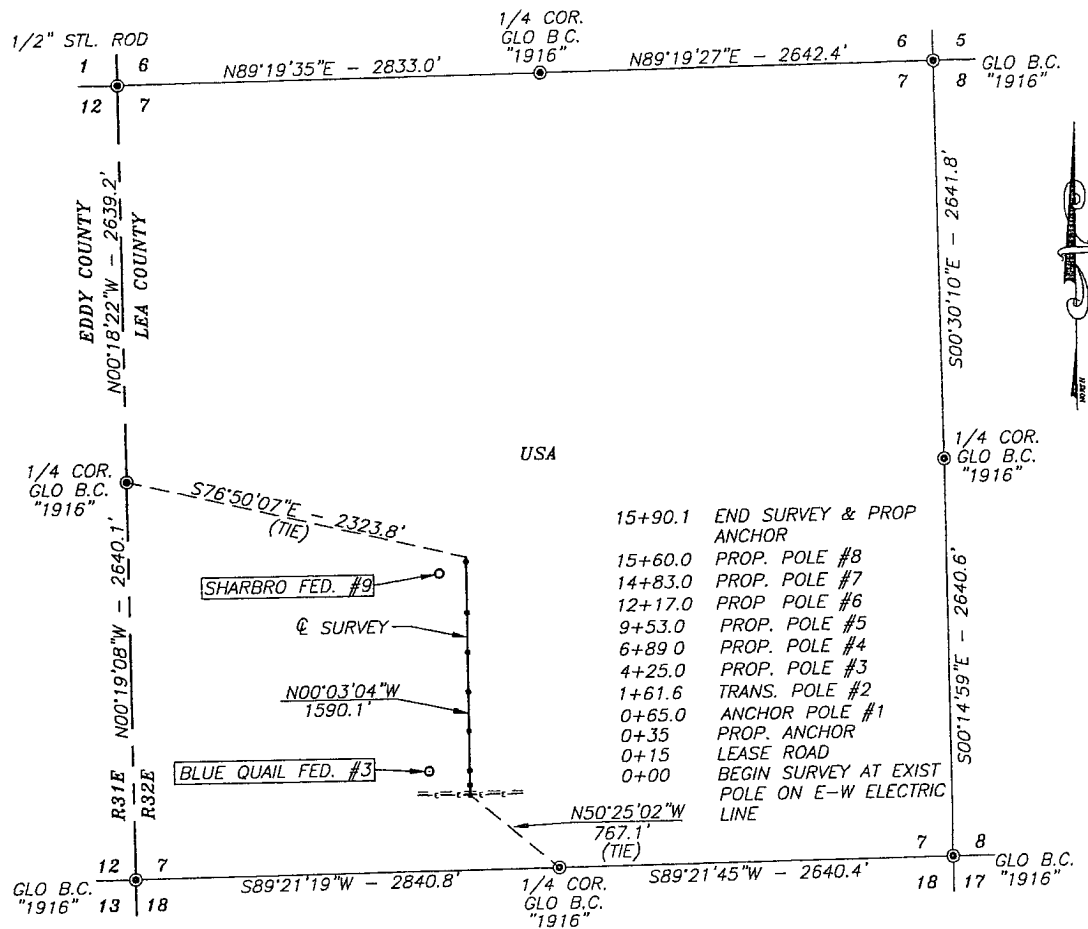 1/4 COR.
GLO B.C.
"1916"
1/2" STL. ROD
1 6
12 7
N89°19'35"E - 2833.0'
N89°19'27"E - 2642.4'
6 5
7 8
GLO B.C.
"1916"
EDDY COUNTY
LEA COUNTY
N00°18'22"W - 2639.2'
S00°30'10"E - 2641.8'
USA
1/4 COR.
GLO B.C.
"1916"
1/4 COR.
GLO B.C.
"1916"
S76°50'07"E - 2323.8'
(TIE)
SHARBRO FED. #9
℄ SURVEY
N00°03'04"W
1590.1'
BLUE QUAIL FED. #3
N00°19'08"W - 2640.1'
R31E
R32E
15+90.1 END SURVEY & PROP
ANCHOR
15+60.0 PROP. POLE #8
14+83.0 PROP. POLE #7
12+17.0 PROP POLE #6
9+53.0 PROP. POLE #5
6+89 0 PROP. POLE #4
4+25.0 PROP. POLE #3
1+61.6 TRANS. POLE #2
0+65.0 ANCHOR POLE #1
0+35 PROP. ANCHOR
0+15 LEASE ROAD
0+00 BEGIN SURVEY AT EXIST
POLE ON E-W ELECTRIC
LINE
S00°14'59"E - 2640.6'
N50°25'02"W
767.1'
(TIE)
12 7
13 18
GLO B.C.
"1916"
S89°21'19"W - 2840.8'
1/4 COR.
GLO B.C.
"1916"
S89°21'45"W - 2640.4'
7 8
18 17
GLO B.C.
"1916"